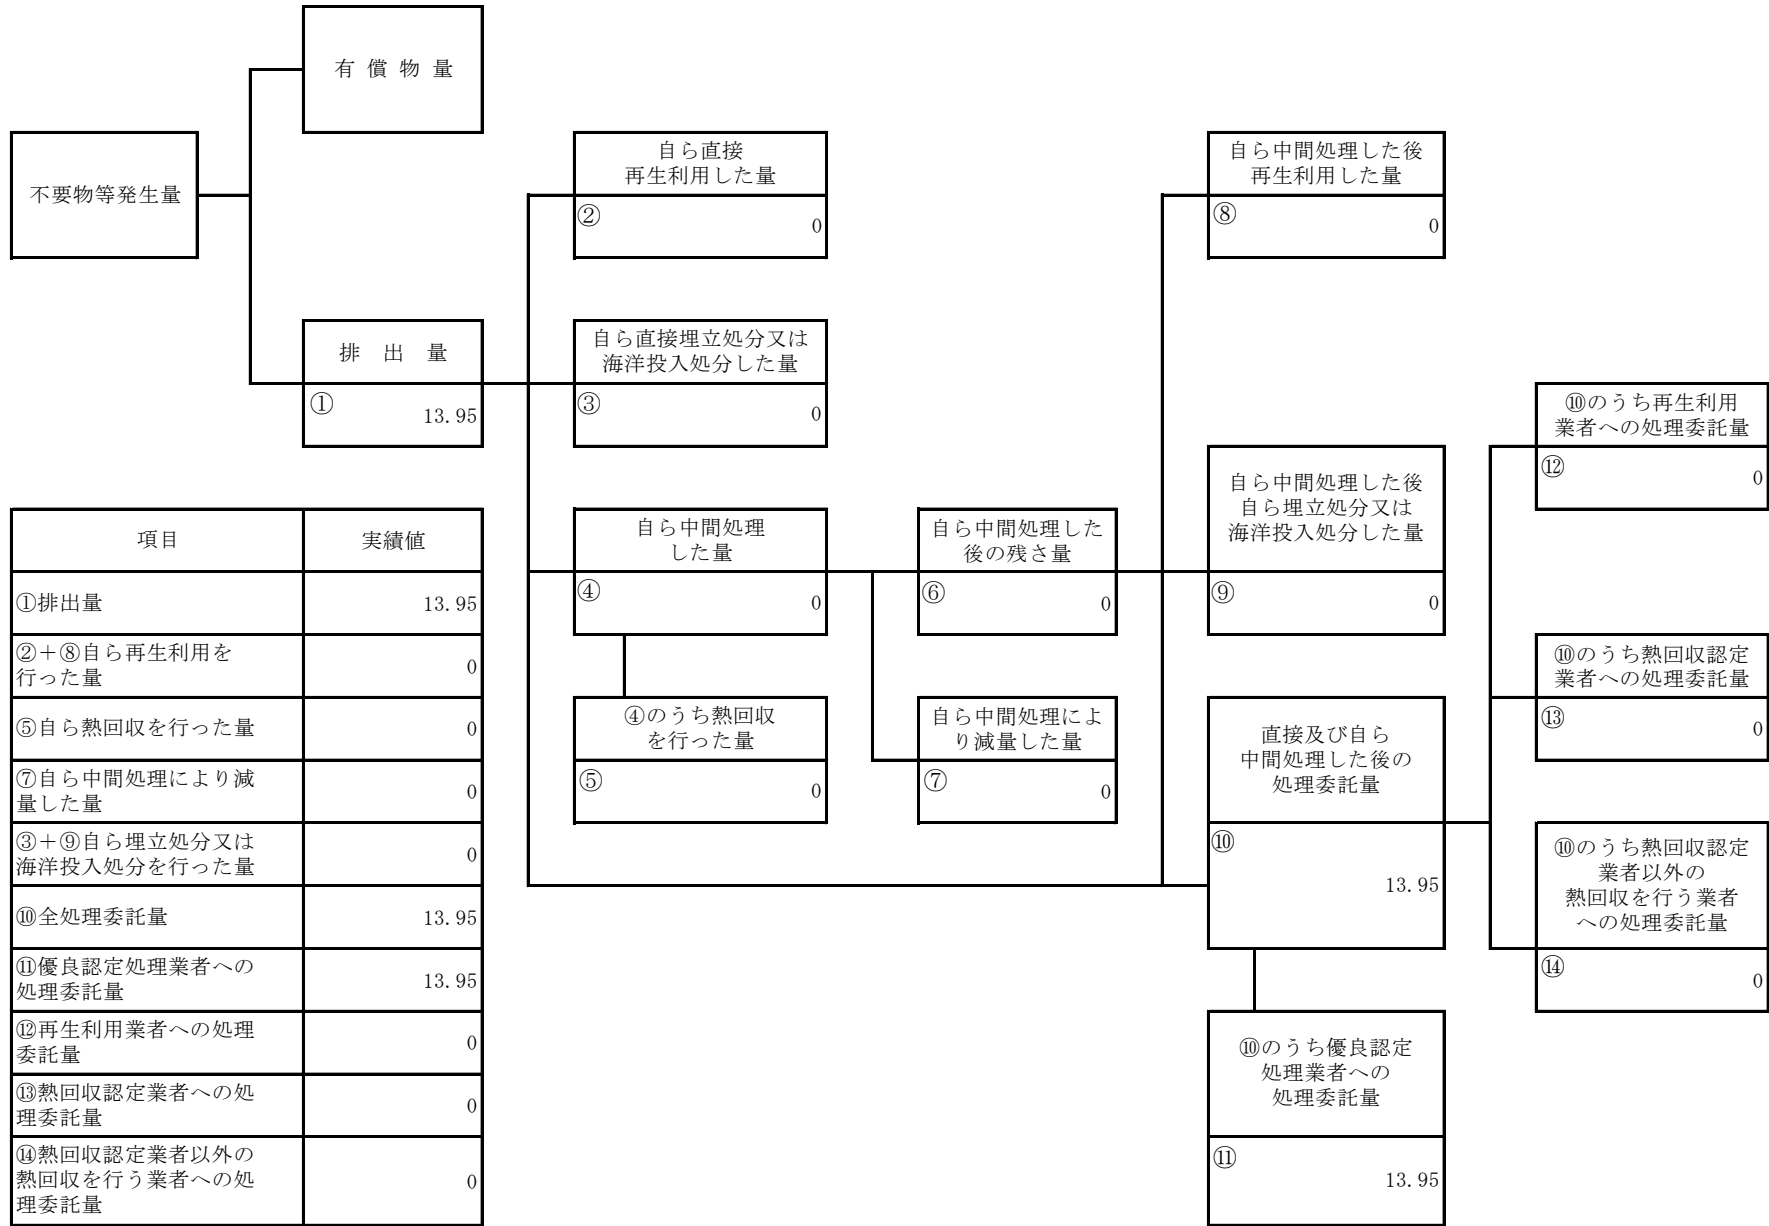 有 償 物 量
不要物等発生量
自ら直接
再生利用した量
②
0
自ら中間処理した後
再生利用した量
⑧
0
排 出 量
①
13.95
自ら直接埋立処分又は
海洋投入処分した量
③
0
⑩のうち再生利用
業者への処理委託量
⑫
0
自ら中間処理した後
自ら埋立処分又は
海洋投入処分した量
⑨
0
自ら中間処理
した量
④
0
自ら中間処理した
後の残さ量
⑥
0
⑩のうち熱回収認定
業者への処理委託量
⑬
0
④のうち熱回収
を行った量
⑤
0
自ら中間処理によ
り減量した量
⑦
0
直接及び自ら
中間処理した後の
処理委託量
⑩
13.95
⑩のうち熱回収認定
業者以外の
熱回収を行う業者
への処理委託量
⑭
0
⑩のうち優良認定
処理業者への
処理委託量
⑪
13.95
項目 実績値
①排出量 13.95
②+⑧自ら再生利用を
行った量 0
⑤自ら熱回収を行った量 0
⑦自ら中間処理により減
量した量 0
③+⑨自ら埋立処分又は
海洋投入処分を行った量 0
⑩全処理委託量 13.95
⑪優良認定処理業者への
処理委託量 13.95
⑫再生利用業者への処理
委託量 0
⑬熱回収認定業者への処
理委託量 0
⑭熱回収認定業者以外の
熱回収を行う業者への処
理委託量 0